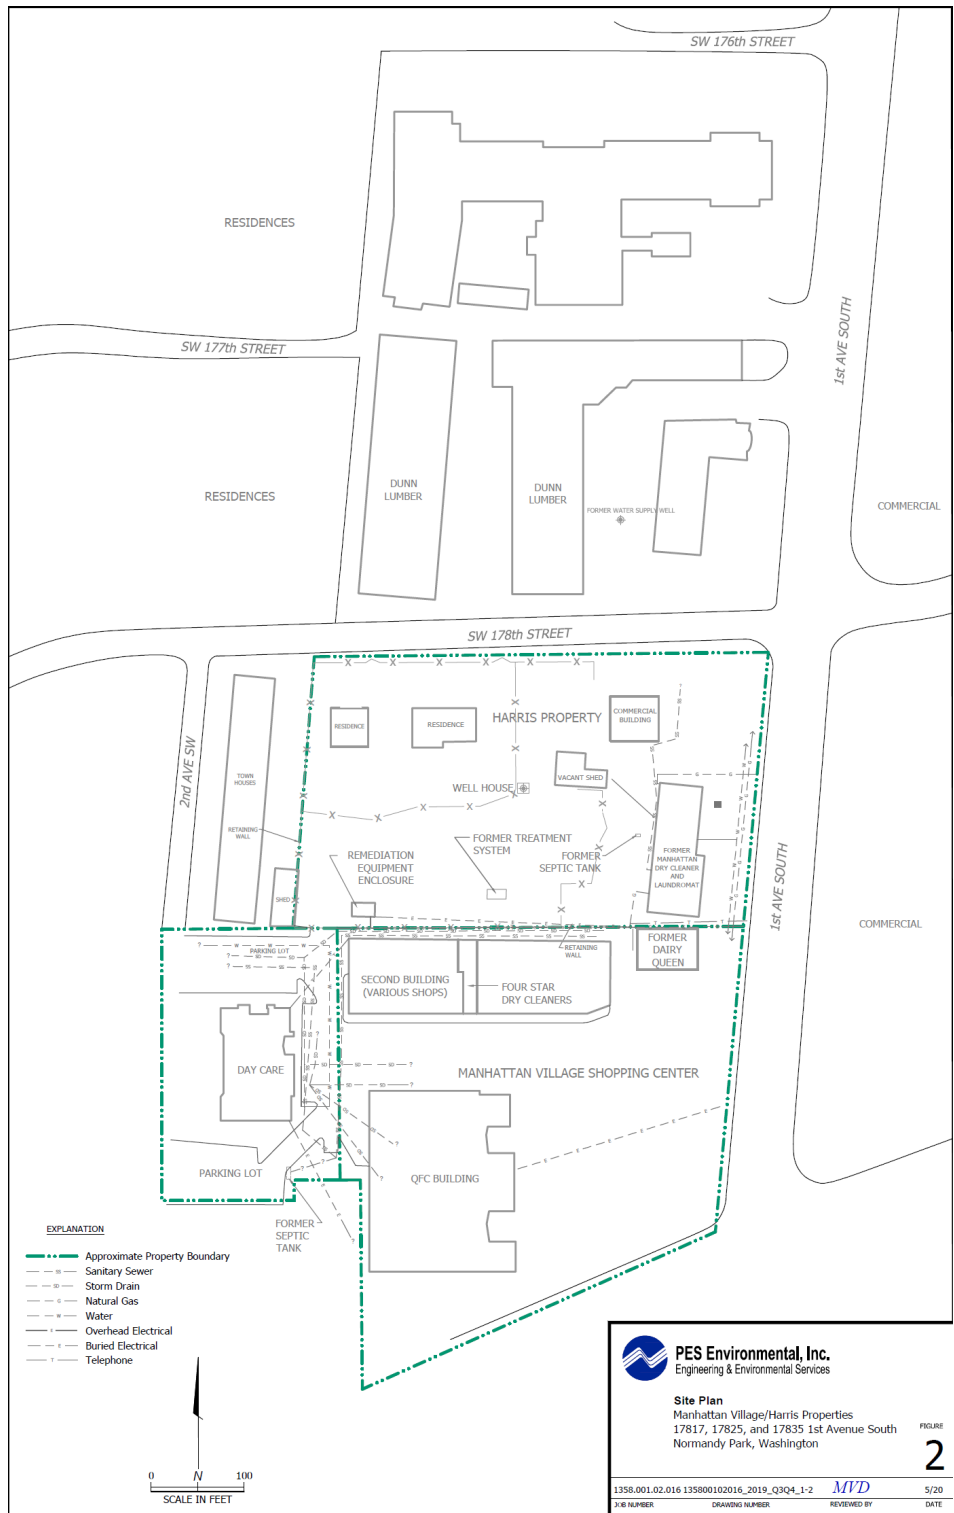 SW 176th STREET
RESIDENCES
1st AVE SOUTH
SW 177th STREET
DUNN
LUMBER
DUNN
LUMBER
RESIDENCES
FORMER WATER SUPPLY WELL
COMMERCIAL
SW 178th STREET
HARRIS PROPERTY
COMMERCIAL
BUILDING
RESIDENCE
RESIDENCE
2nd AVE SW
TOWN
HOUSES
VACANT SHED
WELL HOUSE
RETAINING
WALL
FORMER TREATMENT
SYSTEM
REMEDIATION
EQUIPMENT
ENCLOSURE
FORMER
SEPTIC TANK
FORMER
MANHATTAN
DRY CLEANER
AND
LAUNDROMAT
1st AVE SOUTH
SHED
COMMERCIAL
PARKING LOT
RETAINING
WALL
FORMER
DAIRY
QUEEN
SECOND BUILDING
(VARIOUS SHOPS)
FOUR STAR
DRY CLEANERS
DAY CARE
MANHATTAN VILLAGE SHOPPING CENTER
PARKING LOT
QFC BUILDING
FORMER
SEPTIC
TANK
EXPLANATION
Approximate Property Boundary
SS Sanitary Sewer
SD Storm Drain
G Natural Gas
W Water
E Overhead Electrical
E Buried Electrical
T Telephone
0 N 100
SCALE IN FEET
PES Environmental, Inc.
Engineering & Environmental Services
Site Plan
Manhattan Village/Harris Properties
17817, 17825, and 17835 1st Avenue South
Normandy Park, Washington
FIGURE
2
1358.001.02.016 135800102016_2019_Q3Q4_1-2 MVD 5/20
JOB NUMBER DRAWING NUMBER REVIEWED BY DATE